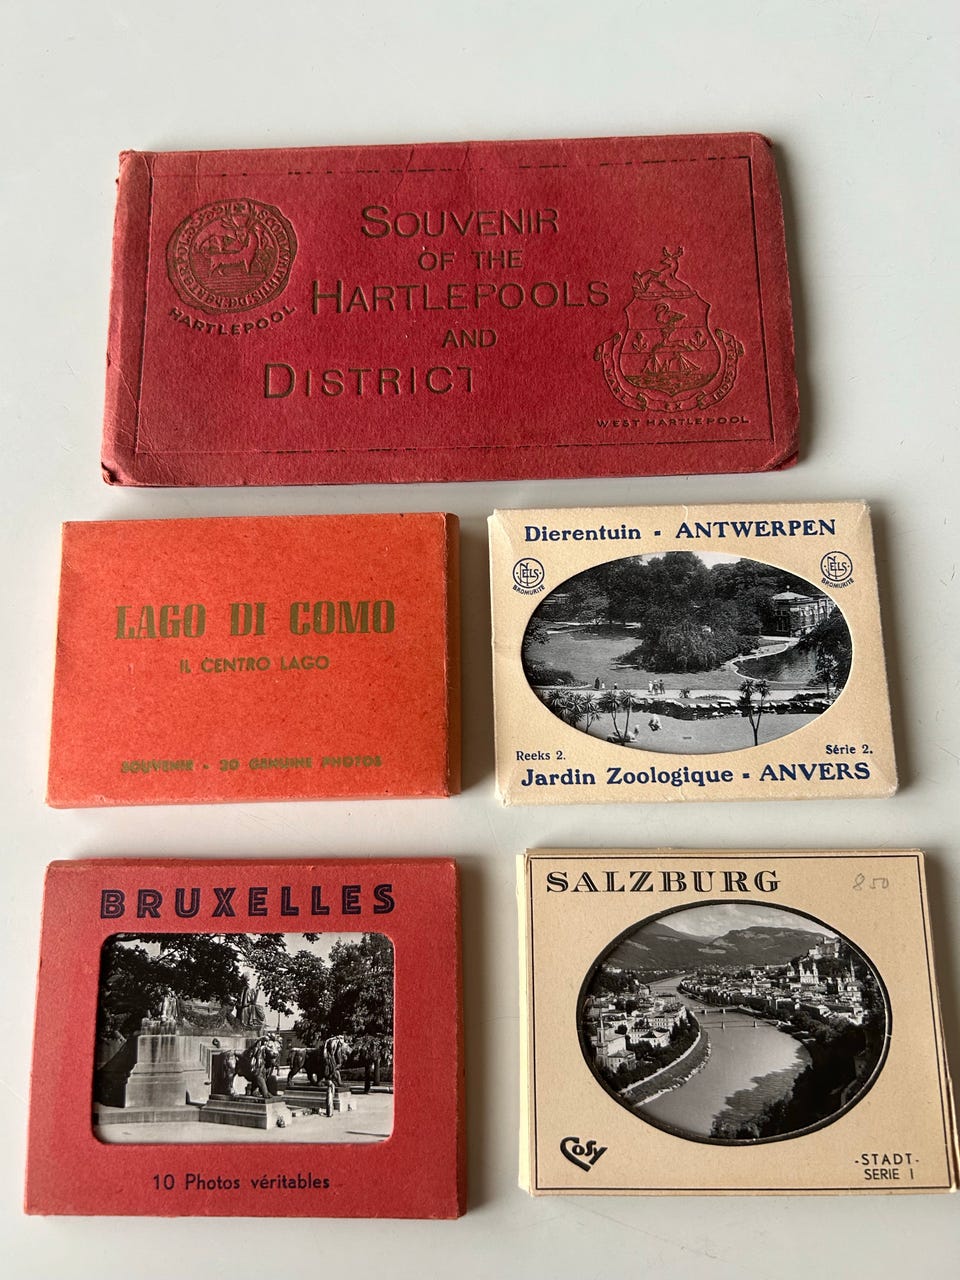 SOUVENIR
OF THE
HARTLEPOOLS
AND
DISTRICT
HARTLEPOOL
WEST HARTLEPOOL
LAGO DI COMO
IL CENTRO LAGO
SOUVENIR - 20 GENUINE PHOTOS
Dierentuin - ANTWERPEN
NELS
BROMURITE
NELS
BROMURITE
Reeks 2. Série 2.
Jardin Zoologique - ANVERS
BRUXELLES
10 Photos véritables
SALZBURG
850
Cosy
-STADT-
SERIE I